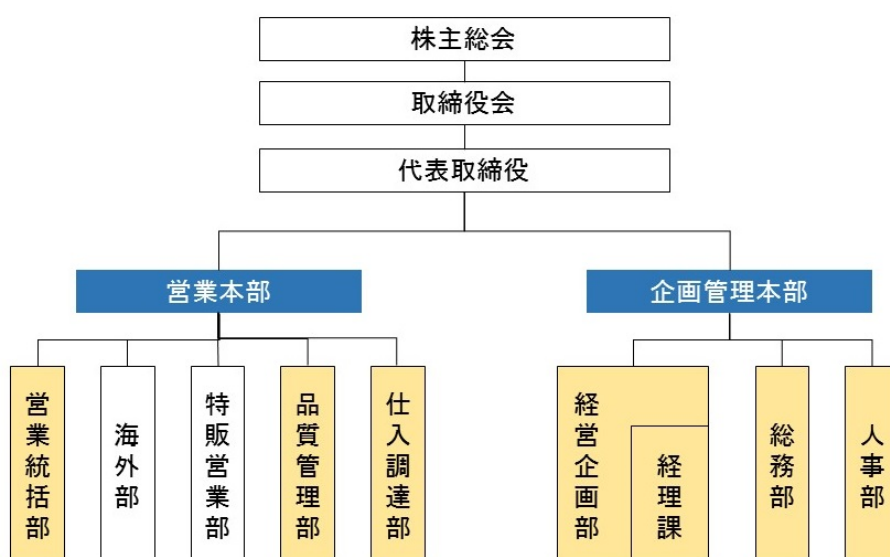 株主総会
取締役会
代表取締役
営業本部
企画管理本部
営業統括部
海外部
特販営業部
品質管理部
仕入調達部
経営企画部
経理課
総務部
人事部